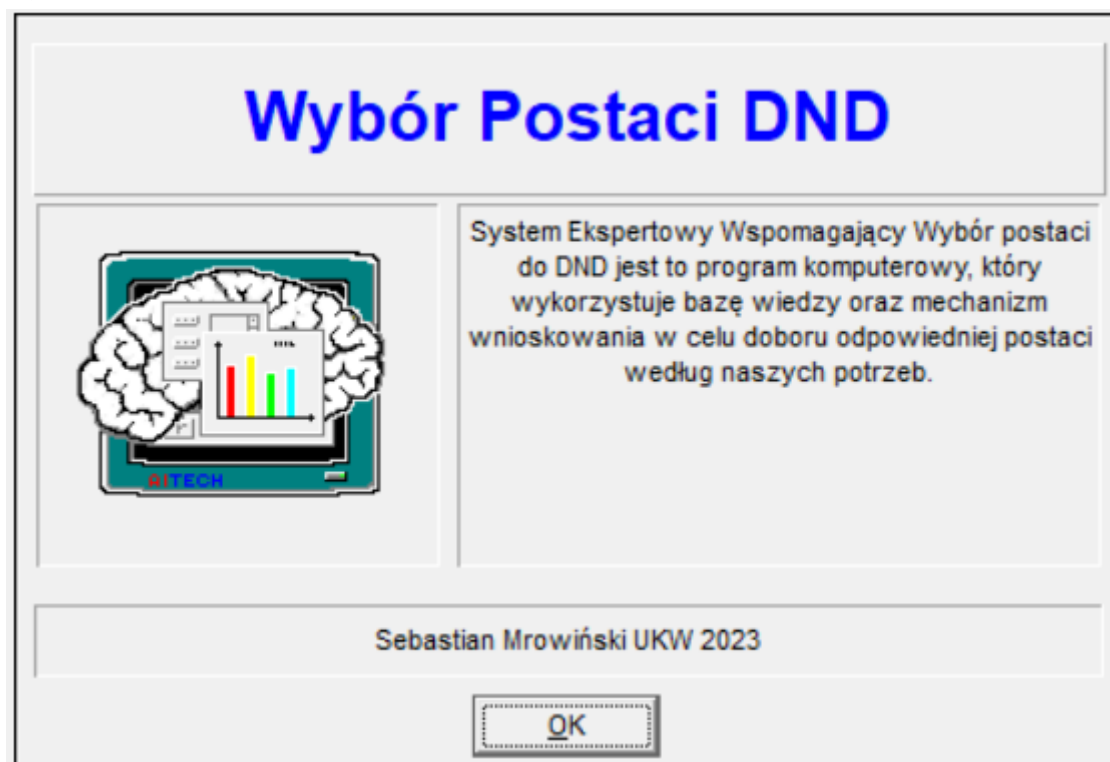 Wybór Postaci DND
System Ekspertowy Wspomagający Wybór postaci
do DND jest to program komputerowy, który
wykorzystuje bazę wiedzy oraz mechanizm
wnioskowania w celu doboru odpowiedniej postaci
według naszych potrzeb.
AITECH
Sebastian Mrowiński UKW 2023
OK